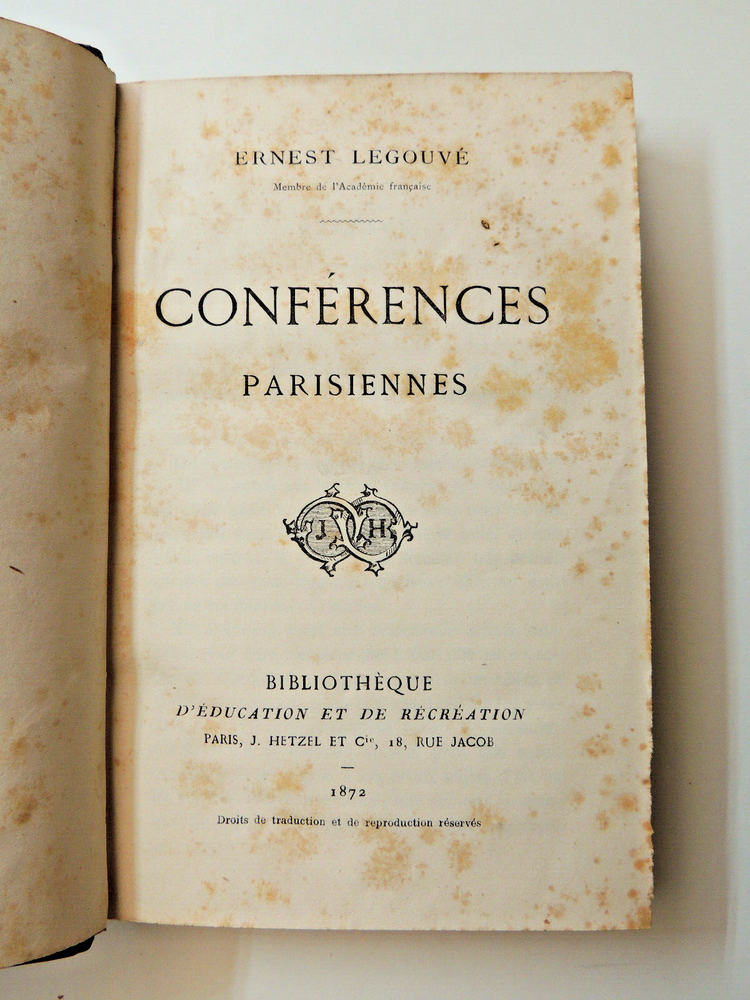 ERNEST LEGOUVÉ
Membre de l'Académie française
CONFÉRENCES
PARISIENNES
J H
BIBLIOTHÈQUE
D'ÉDUCATION ET DE RÉCRÉATION
PARIS, J. HETZEL ET Cie, 18, RUE JACOB
1872
Droits de traduction et de reproduction réservés